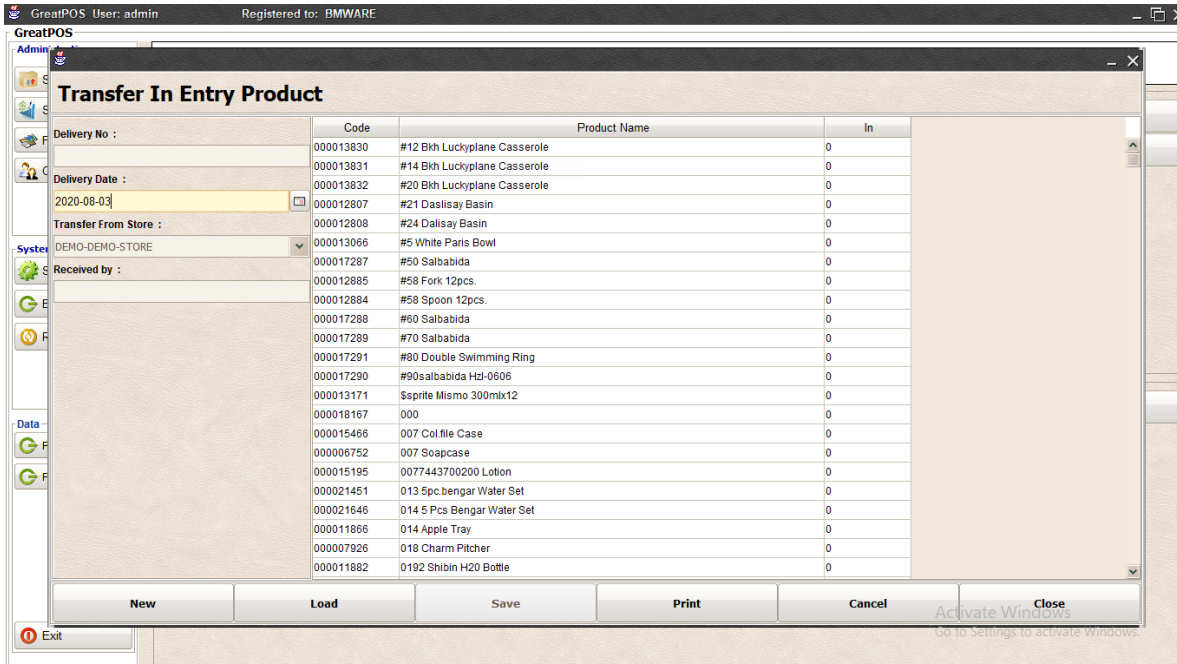 GreatPOS User: admin Registered to: BMWARE
GreatPOS
Transfer In Entry Product
Delivery No :
Delivery Date :
2020-08-03
Transfer From Store :
DEMO-DEMO-STORE
Received by :
Code Product Name In
000013830 #12 Bkh Luckyplane Casserole 0
000013831 #14 Bkh Luckyplane Casserole 0
000013832 #20 Bkh Luckyplane Casserole 0
000012807 #21 Daslisay Basin 0
000012808 #24 Dalisay Basin 0
000013066 #5 White Paris Bowl 0
000017287 #50 Salbabida 0
000012885 #58 Fork 12pcs. 0
000012884 #58 Spoon 12pcs. 0
000017288 #60 Salbabida 0
000017289 #70 Salbabida 0
000017291 #80 Double Swimming Ring 0
000017290 #90salbabida Hzl-0606 0
000013171 $sprite Mismo 300mlx12 0
000018167 000 0
000015466 007 Col.file Case 0
000006752 007 Soapcase 0
000015195 0077443700200 Lotion 0
000021451 013 5pc.bengar Water Set 0
000021646 014 5 Pcs Bengar Water Set 0
000011866 014 Apple Tray 0
000007926 018 Charm Pitcher 0
000011882 0192 Shibin H20 Bottle 0
New Load Save Print Cancel Close
Data
Exit
Activate Windows
Go to Settings to activate Windows.